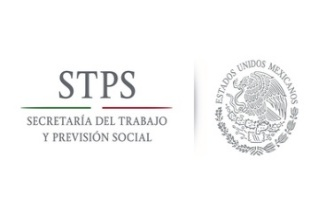 STPS
SECRETARÍA DEL TRABAJO
Y PREVISIÓN SOCIAL
ESTADOS UNIDOS MEXICANOS